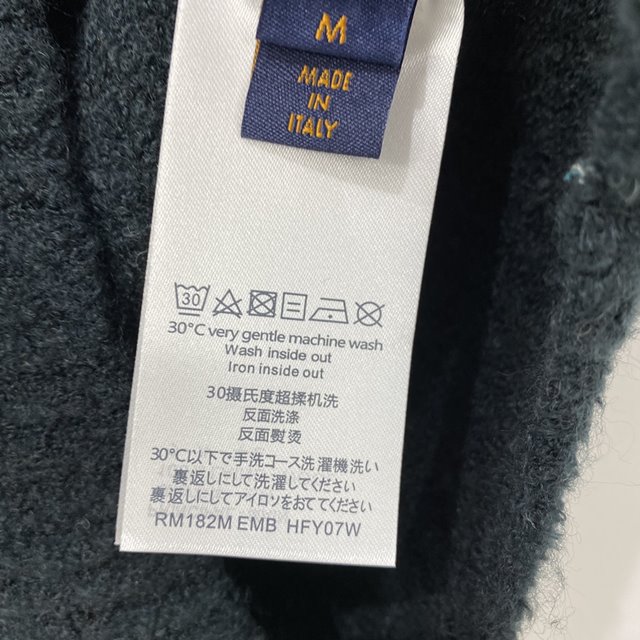 M
MADE
IN
ITALY
30
30°C very gentle machine wash
Wash inside out
Iron inside out
30摄氏度超揉机洗
反面洗涤
反面熨烫
30℃以下で手洗コース洗濯機洗い
裏返しにして洗濯してください
裏返しにしてアイロンをおてください
RM182M EMB HFY07W